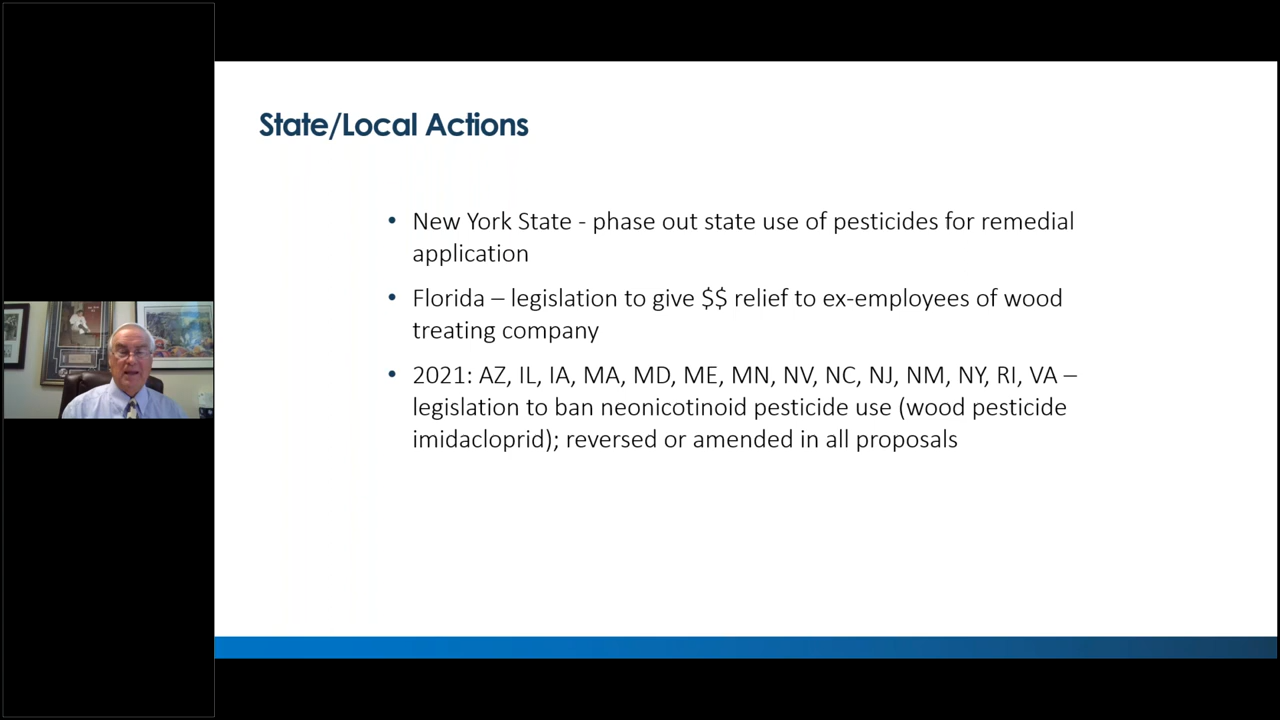 State/Local Actions
• New York State - phase out state use of pesticides for remedial
application
• Florida – legislation to give $$ relief to ex-employees of wood
treating company
• 2021: AZ, IL, IA, MA, MD, ME, MN, NV, NC, NJ, NM, NY, RI, VA –
legislation to ban neonicotinoid pesticide use (wood pesticide
imidacloprid); reversed or amended in all proposals